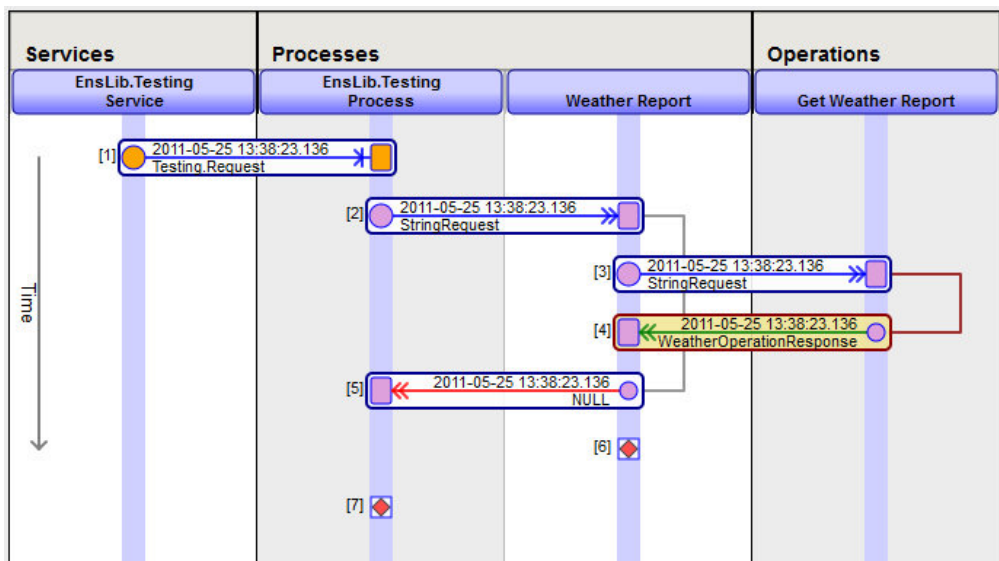 Services
Processes
Operations
EnsLib.Testing
Service
EnsLib.Testing
Process
Weather Report
Get Weather Report
[1]
2011-05-25 13:38:23.136
Testing.Request
[2]
2011-05-25 13:38:23.136
StringRequest
[3]
2011-05-25 13:38:23.136
StringRequest
Time
[4]
2011-05-25 13:38:23.136
WeatherOperationResponse
[5]
2011-05-25 13:38:23.136
NULL
[6]
[7]